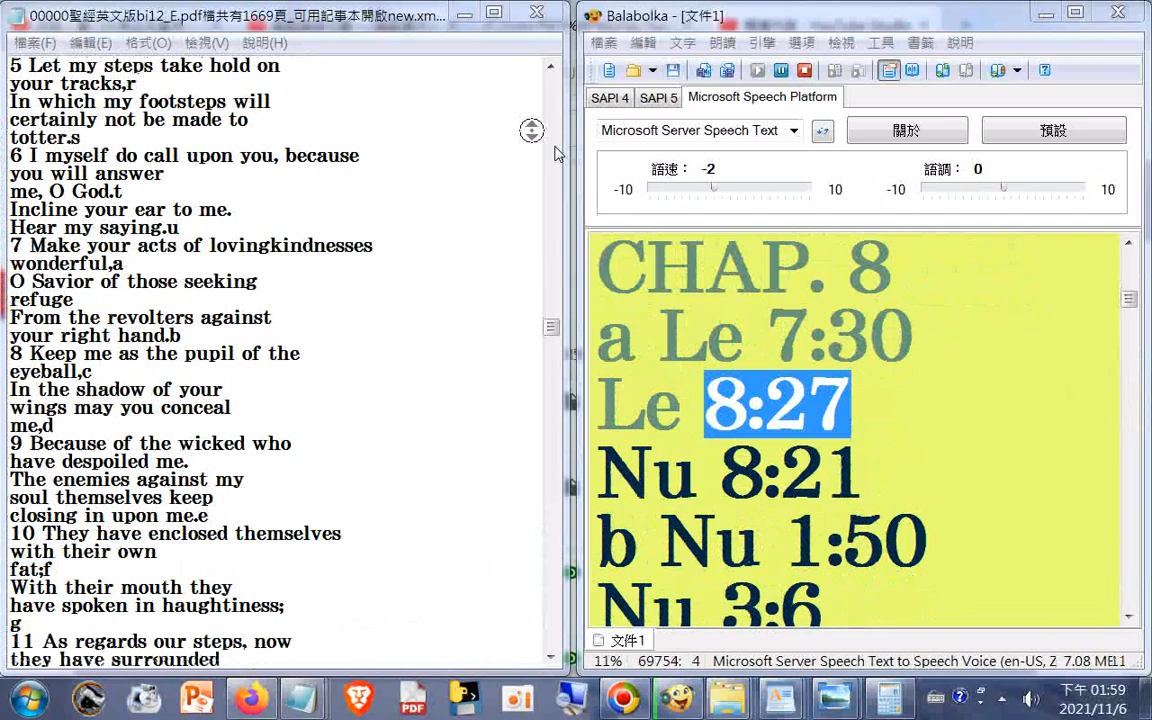 00000聖經英文版bi12_E.pdf檔共有1669頁_可用記事本開啟new.xm...
檔案(F) 編輯(E) 格式(O) 檢視(V) 說明(H)
5 Let my steps take hold on
your tracks,r
In which my footsteps will
certainly not be made to
totter.s
6 I myself do call upon you, because
you will answer
me, O God.t
Incline your ear to me.
Hear my saying.u
7 Make your acts of lovingkindnesses
wonderful,a
O Savior of those seeking
refuge
From the revolters against
your right hand.b
8 Keep me as the pupil of the
eyeball,c
In the shadow of your
wings may you conceal
me,d
9 Because of the wicked who
have despoiled me.
The enemies against my
soul themselves keep
closing in upon me.e
10 They have enclosed themselves
with their own
fat;f
With their mouth they
have spoken in haughtiness;
g
11 As regards our steps, now
they have surrounded
Balabolka - [文件1]
檔案 編輯 文字 朗讀 引擎 選項 檢視 工具 書籤 說明
SAPI 4 SAPI 5 Microsoft Speech Platform
Microsoft Server Speech Text 關於 預設
語速： -2 語調： 0
-10 10 -10 10
CHAP. 8
a Le 7:30
Le 8:27
Nu 8:21
b Nu 1:50
Nu 3:6
文件1
11% 69754: 4 Microsoft Server Speech Text to Speech Voice (en-US, Z 7.08 ME
PDF
下午 01:59
2021/11/6